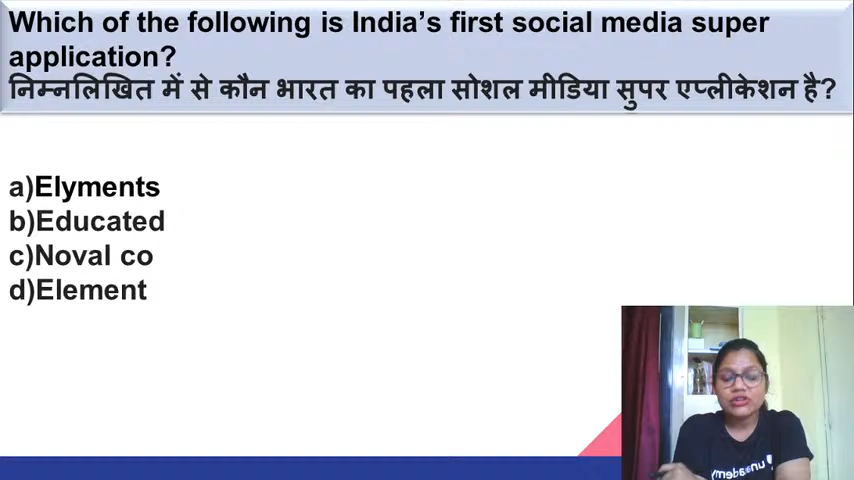 Which of the following is India’s first social media super
application?
निम्नलिखित में से कौन भारत का पहला सोशल मीडिया सुपर एप्लीकेशन है?
a)Elyments
b)Educated
c)Noval co
d)Element